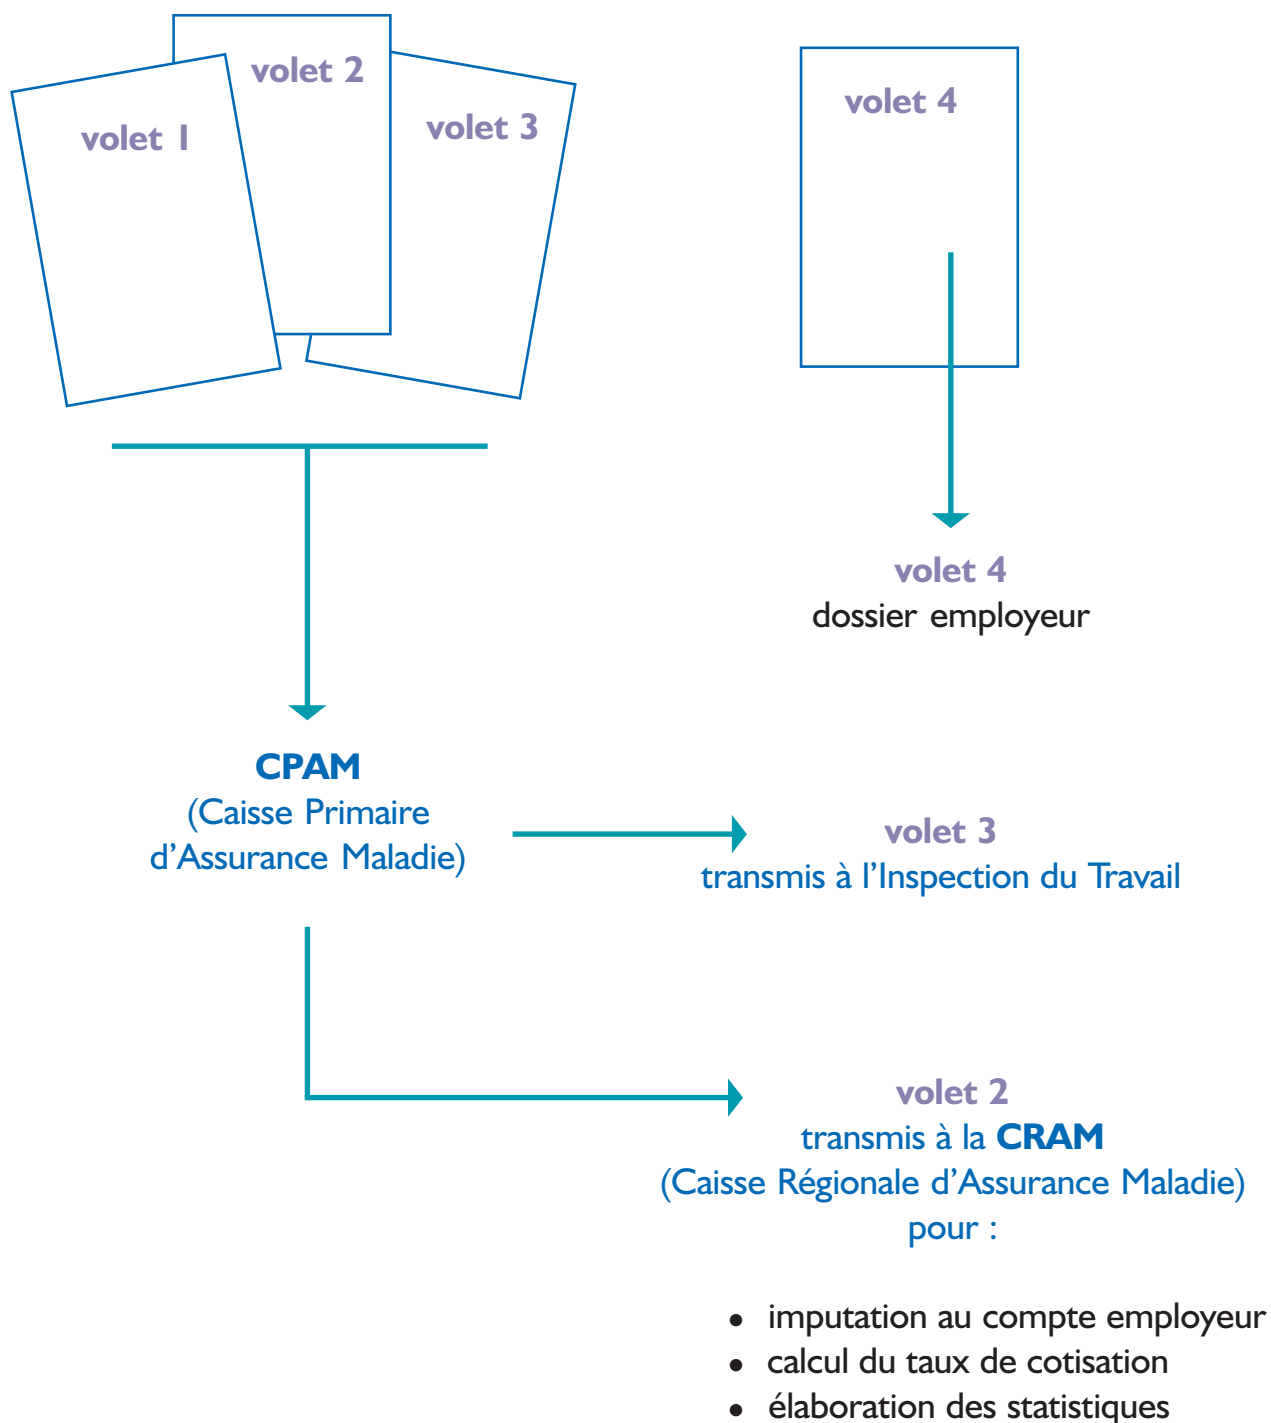 volet 1
volet 2
volet 3
volet 4
volet 4
dossier employeur
CPAM
(Caisse Primaire
d’Assurance Maladie)
volet 3
transmis à l’Inspection du Travail
volet 2
transmis à la CRAM
(Caisse Régionale d’Assurance Maladie)
pour :
• imputation au compte employeur
• calcul du taux de cotisation
• élaboration des statistiques